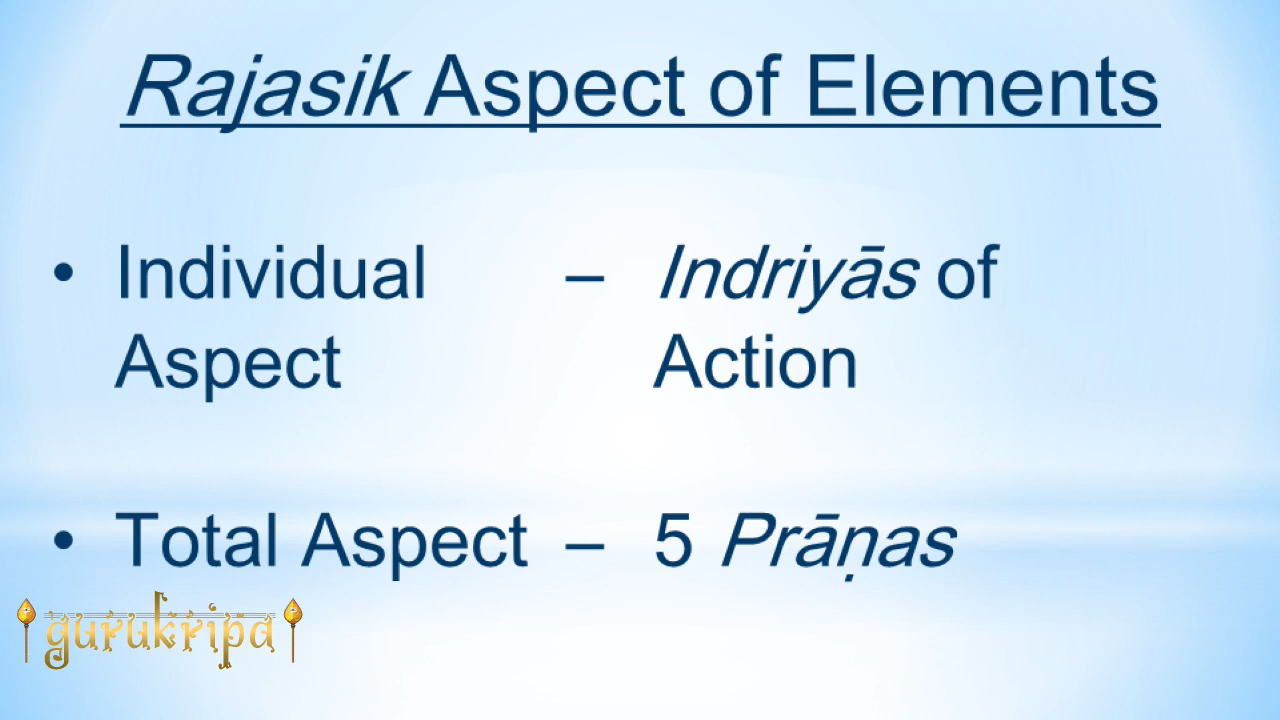 Rajasik Aspect of Elements
• Individual Aspect – Indriyās of Action
• Total Aspect – 5 Prāṇas
gurukripa